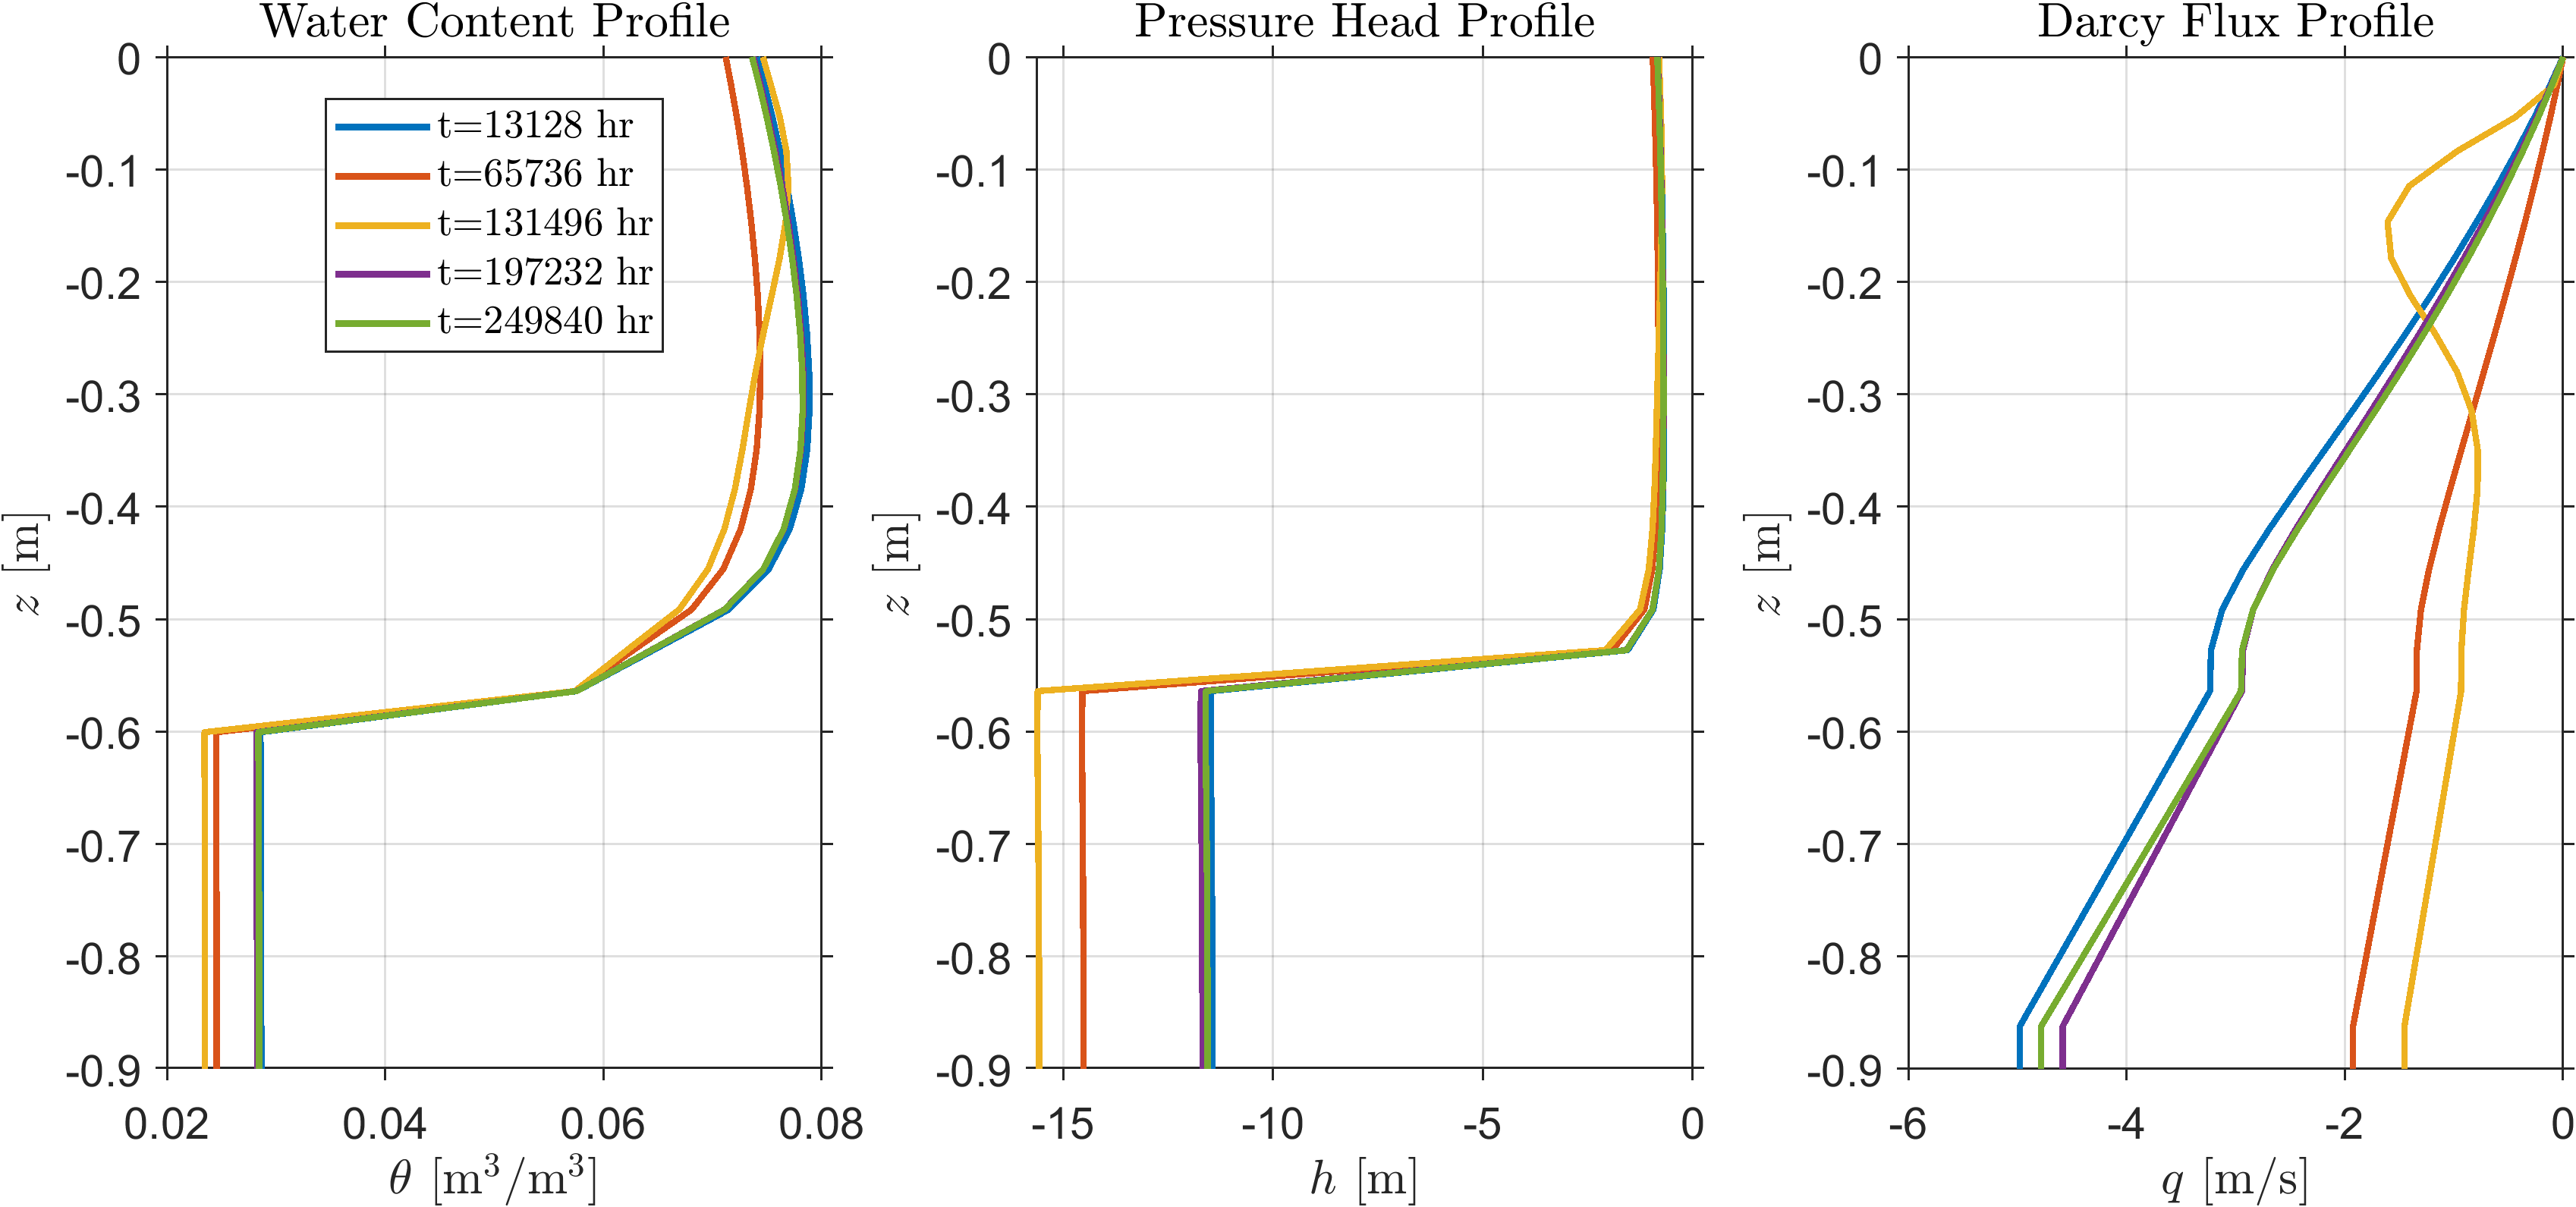 Water Content Profile
0
-0.1
-0.2
-0.3
-0.4
-0.5
-0.6
-0.7
-0.8
-0.9
z [m]
t=13128 hr
t=65736 hr
t=131496 hr
t=197232 hr
t=249840 hr
0.02 0.04 0.06 0.08
θ [m³/m³]
Pressure Head Profile
0
-0.1
-0.2
-0.3
-0.4
-0.5
-0.6
-0.7
-0.8
-0.9
z [m]
-15 -10 -5 0
h [m]
Darcy Flux Profile
0
-0.1
-0.2
-0.3
-0.4
-0.5
-0.6
-0.7
-0.8
-0.9
z [m]
-6 -4 -2 0
q [m/s]